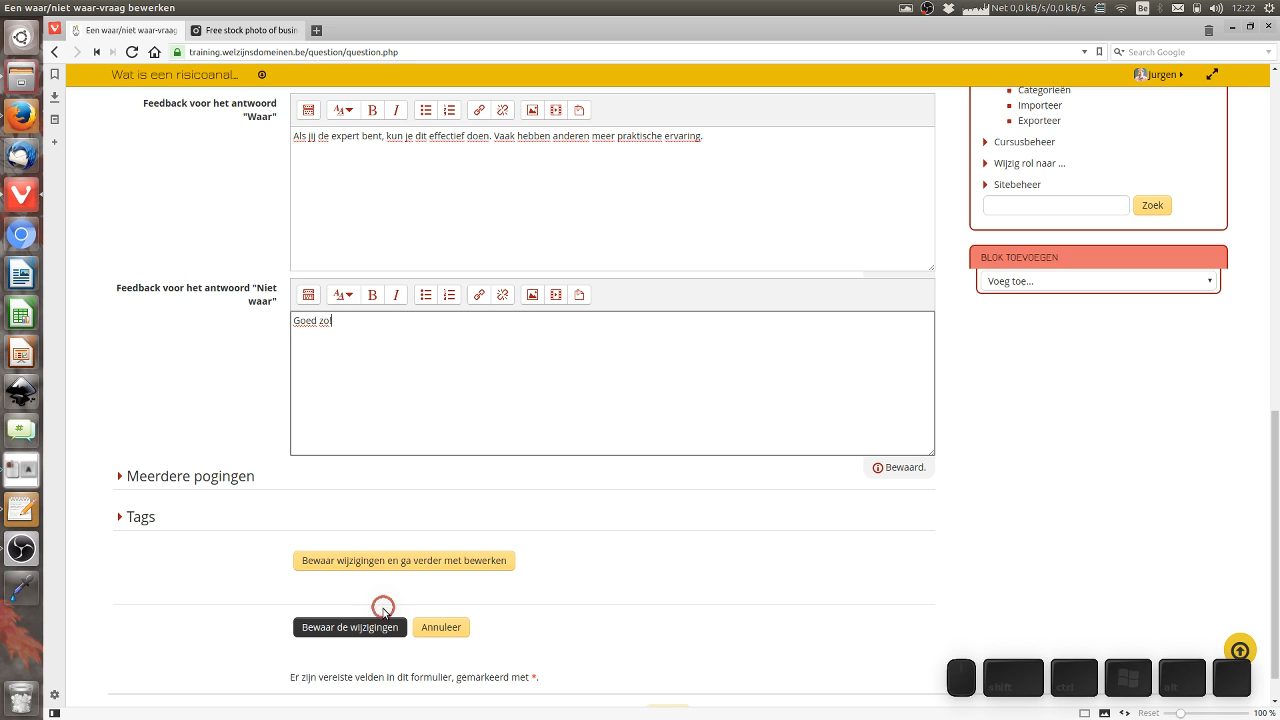 Een waar/niet waar-vraag bewerken
Net 0,0 kB/s/0,0 kB/s
Be
12:22
Een waar/niet waar-vraag
Free stock photo of busin
training.welzijnsdomeinen.be/question/question.php
Search Google
Wat is een risicoanal...
Jurgen
Feedback voor het antwoord
"Waar"
Als jij de expert bent, kun je dit effectief doen. Vaak hebben anderen meer praktische ervaring.
Categorieën
Importeer
Exporteer
Cursusbeheer
Wijzig rol naar ...
Sitebeheer
Zoek
BLOK TOEVOEGEN
Voeg toe...
Feedback voor het antwoord "Niet
waar"
Goed zo!
Bewaard.
Meerdere pogingen
Tags
Bewaar wijzigingen en ga verder met bewerken
Bewaar de wijzigingen
Annuleer
Er zijn vereiste velden in dit formulier, gemarkeerd met *.
shift
ctrl
alt
Reset
100 %